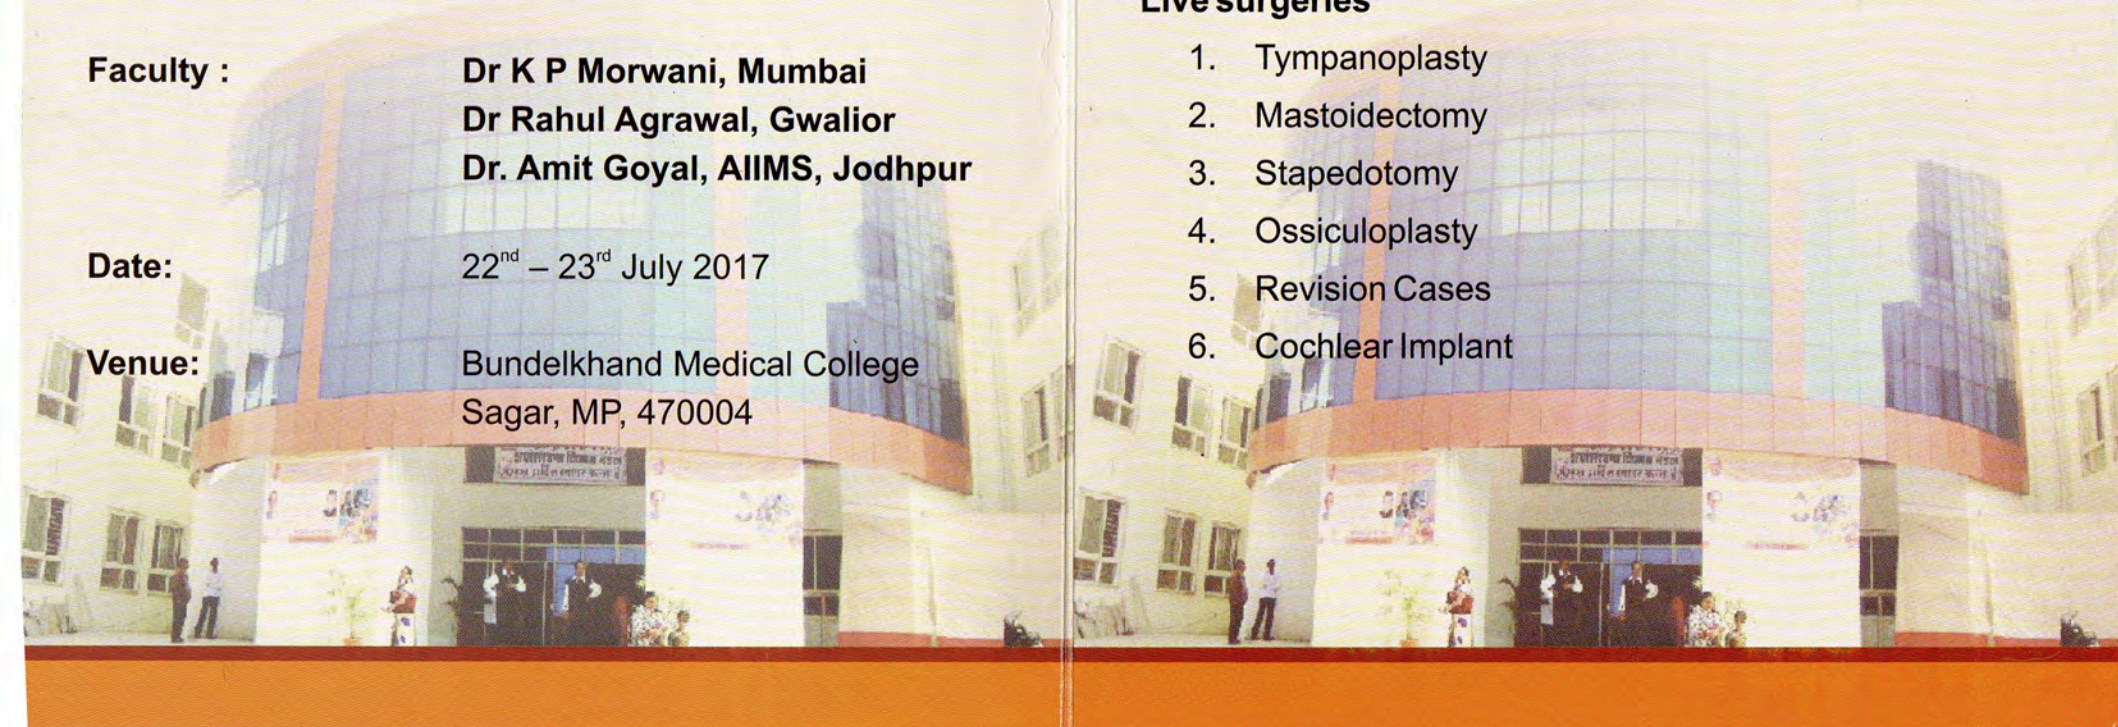 Faculty :
Dr K P Morwani, Mumbai
Dr Rahul Agrawal, Gwalior
Dr. Amit Goyal, AIIMS, Jodhpur
Date:
22nd – 23rd July 2017
Venue:
Bundelkhand Medical College
Sagar, MP, 470004
Live surgeries
1. Tympanoplasty
2. Mastoidectomy
3. Stapedotomy
4. Ossiculoplasty
5. Revision Cases
6. Cochlear Implant